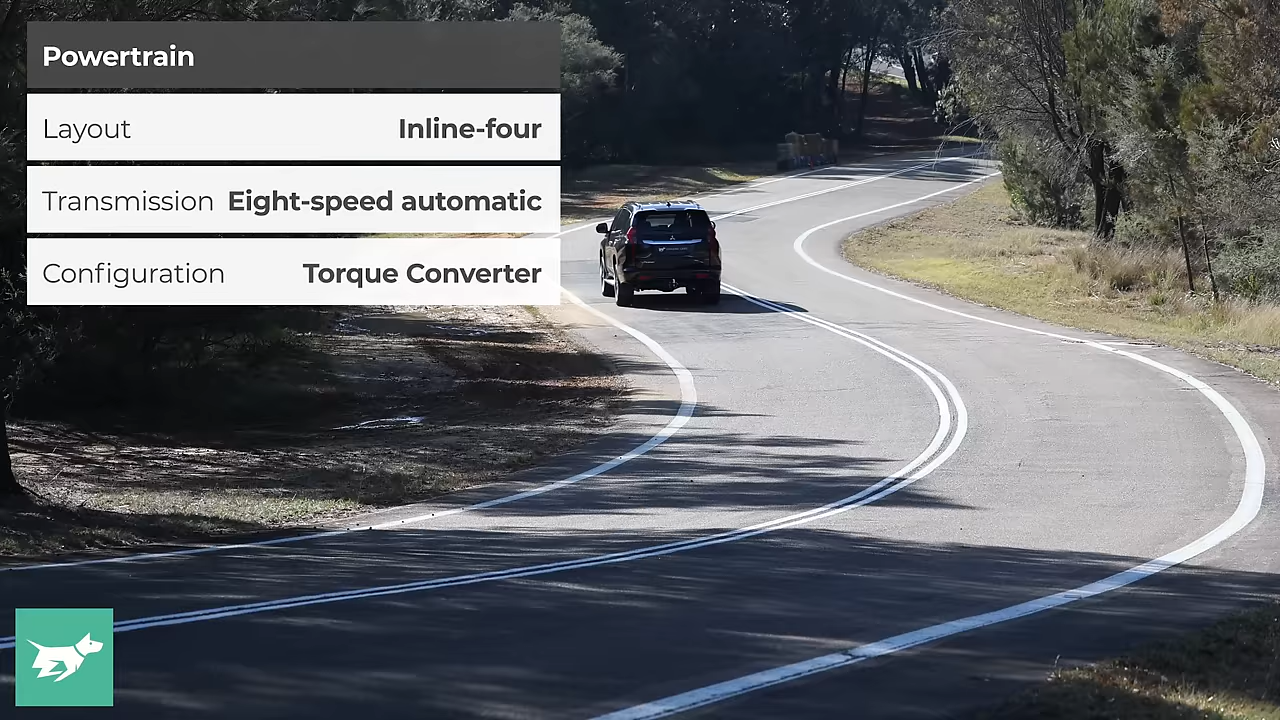 Powertrain
Layout Inline-four
Transmission Eight-speed automatic
Configuration Torque Converter